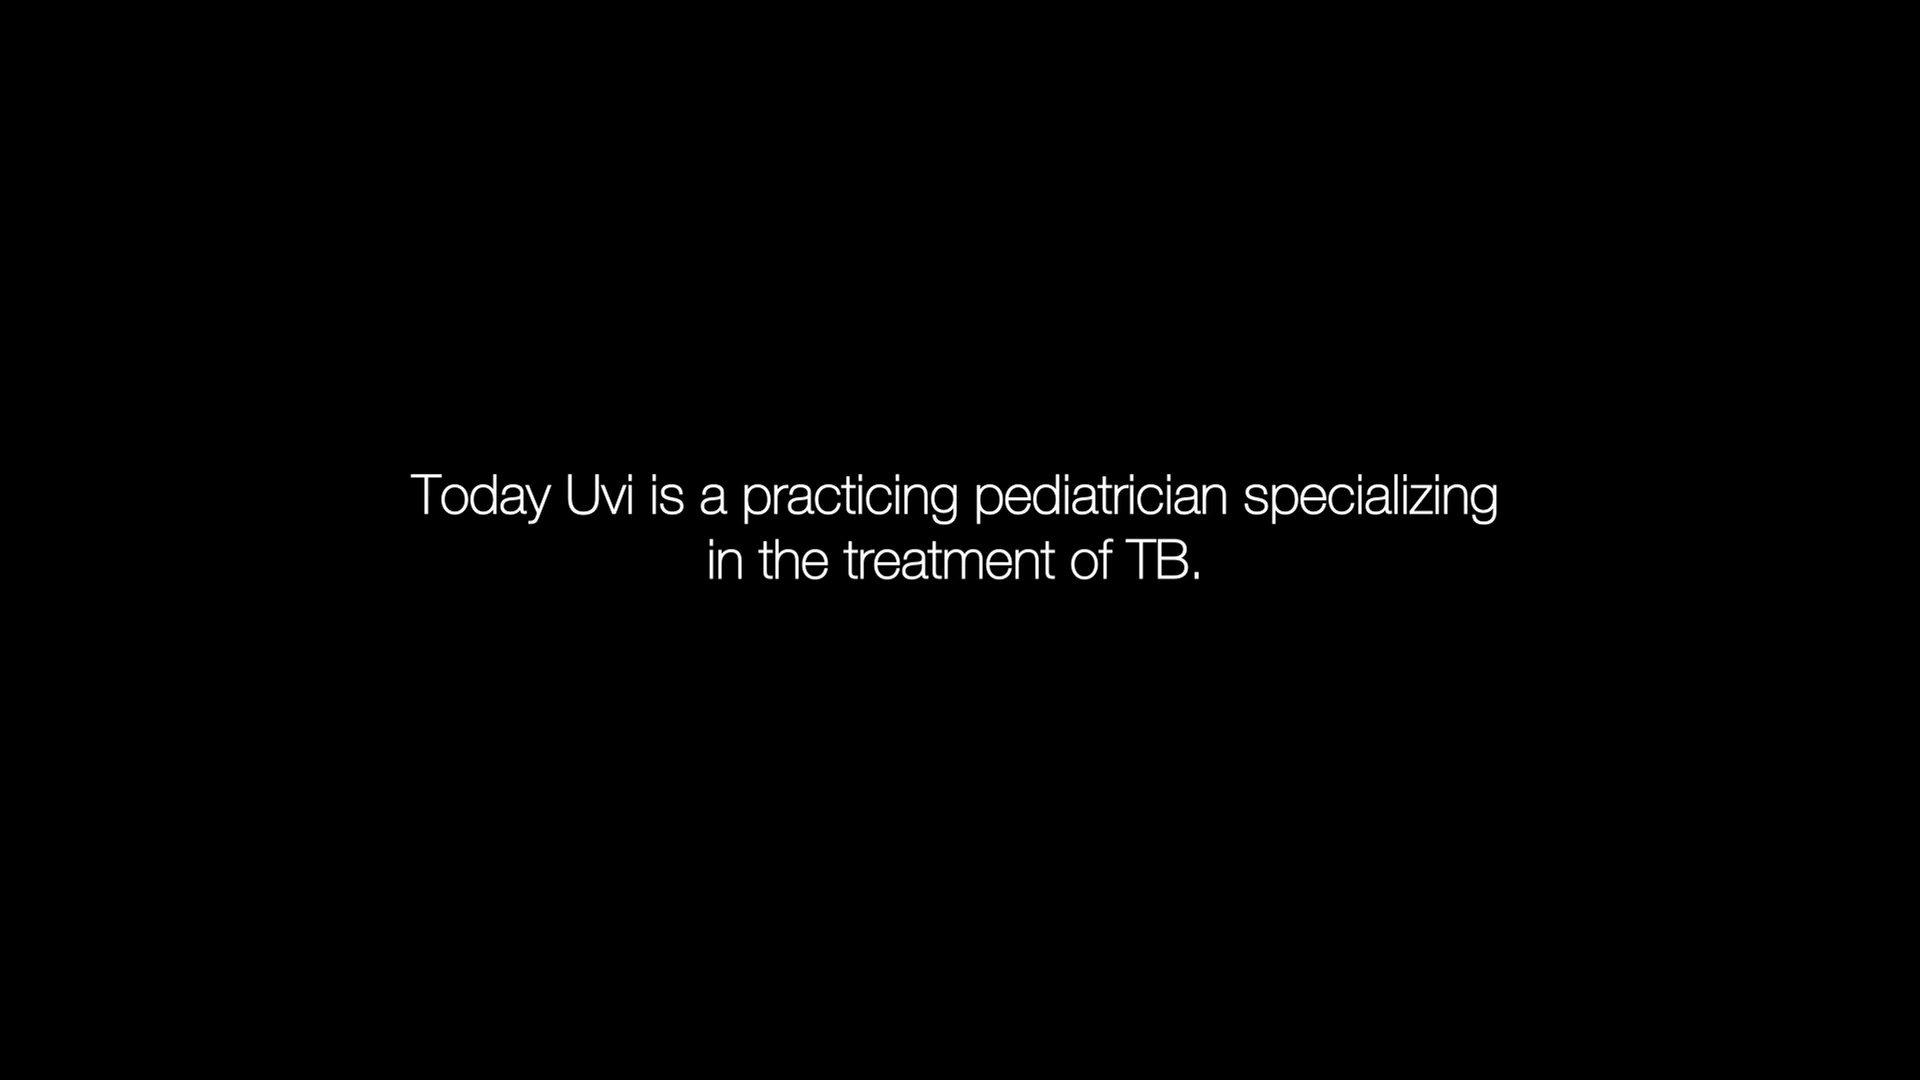 Today Uvi is a practicing pediatrician specializing
in the treatment of TB.